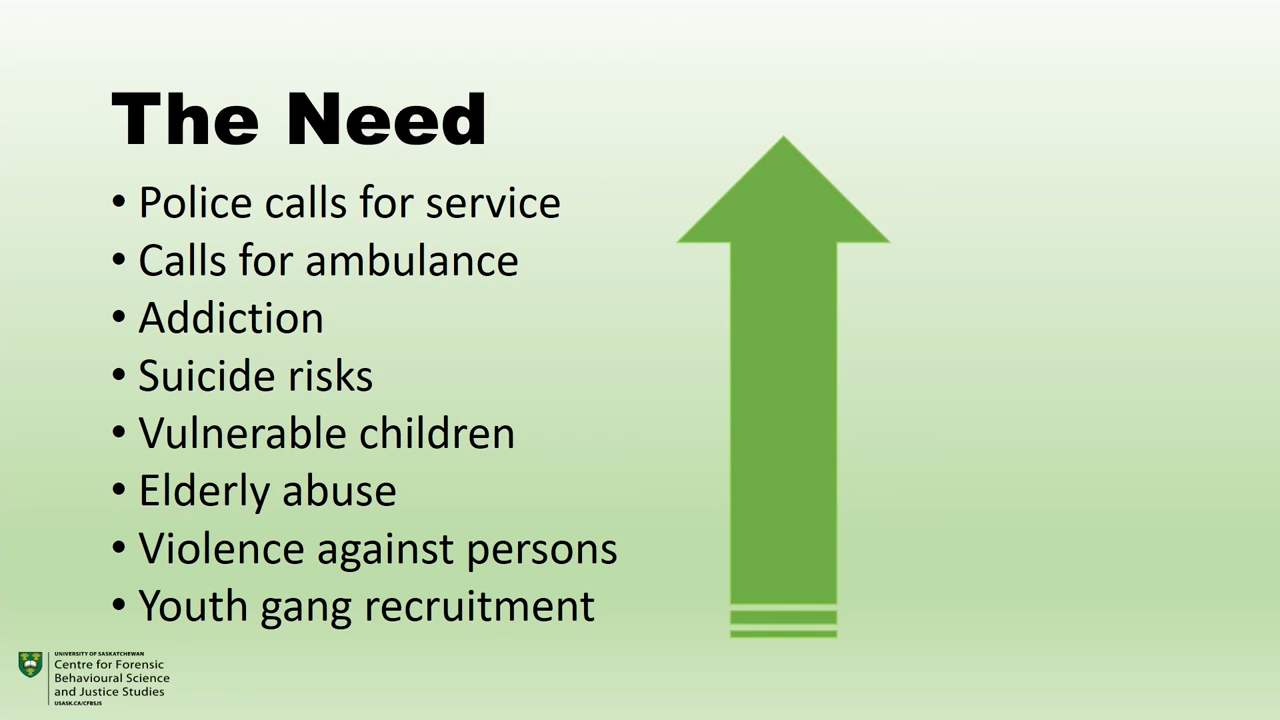 The Need
• Police calls for service
• Calls for ambulance
• Addiction
• Suicide risks
• Vulnerable children
• Elderly abuse
• Violence against persons
• Youth gang recruitment
UNIVERSITY OF SASKATCHEWAN
Centre for Forensic
Behavioural Science
and Justice Studies
USASK.CA/CFBSJS